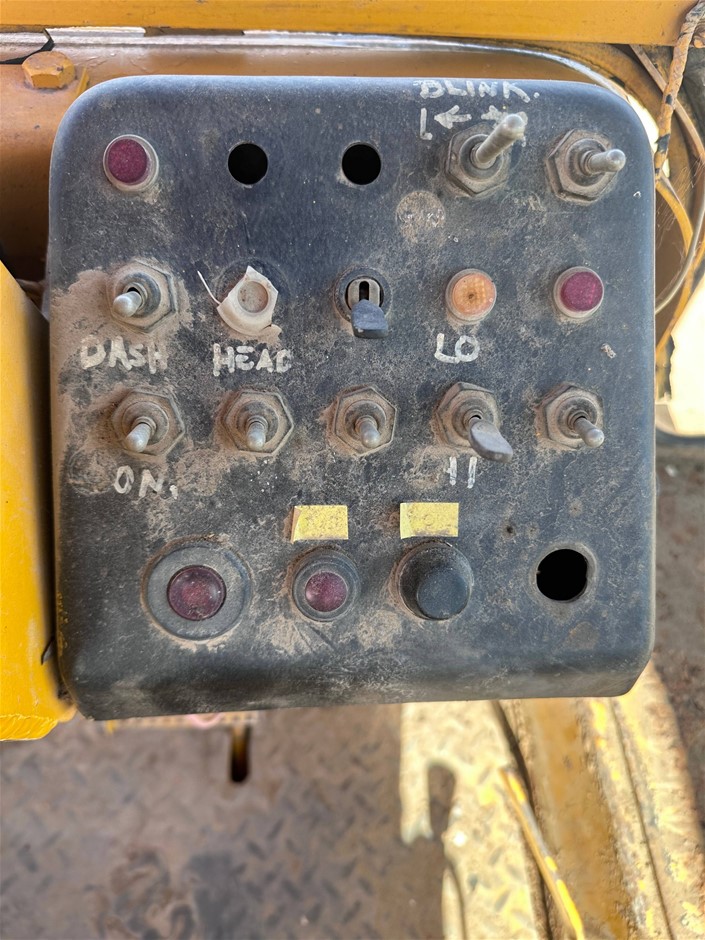 BLINK.
L ← →
DASH HEAD LO
ON. HI